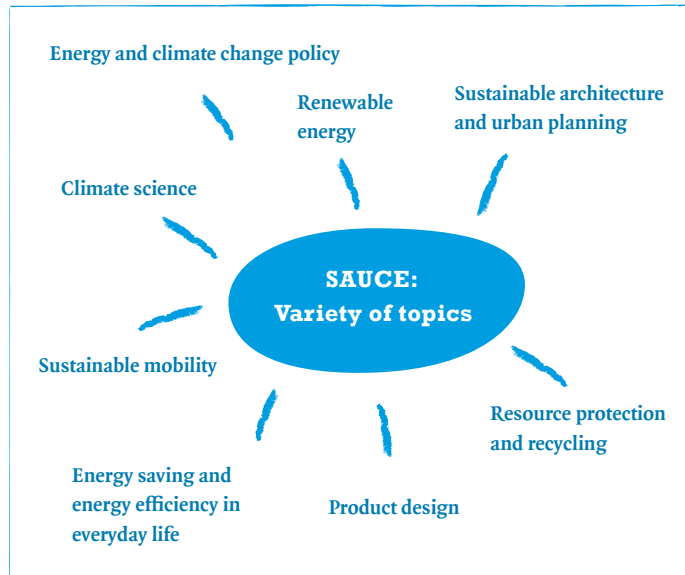 Energy and climate change policy
Renewable
energy
Sustainable architecture
and urban planning
Climate science
SAUCE:
Variety of topics
Sustainable mobility
Resource protection
and recycling
Energy saving and
energy efficiency in
everyday life
Product design